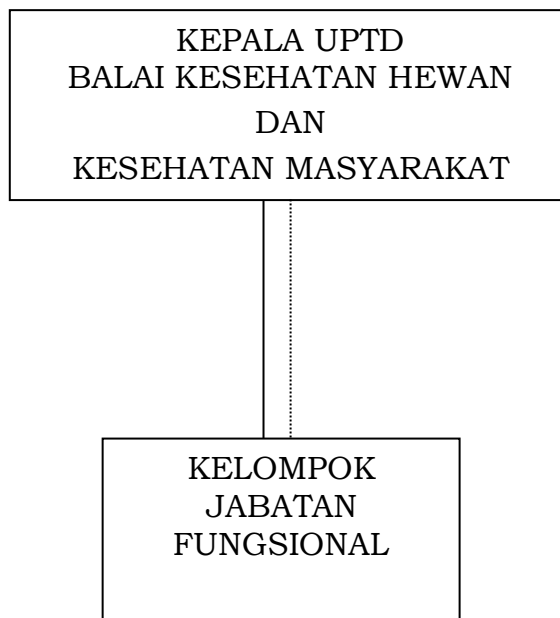 KEPALA UPTD
BALAI KESEHATAN HEWAN
DAN
KESEHATAN MASYARAKAT
KELOMPOK
JABATAN
FUNGSIONAL